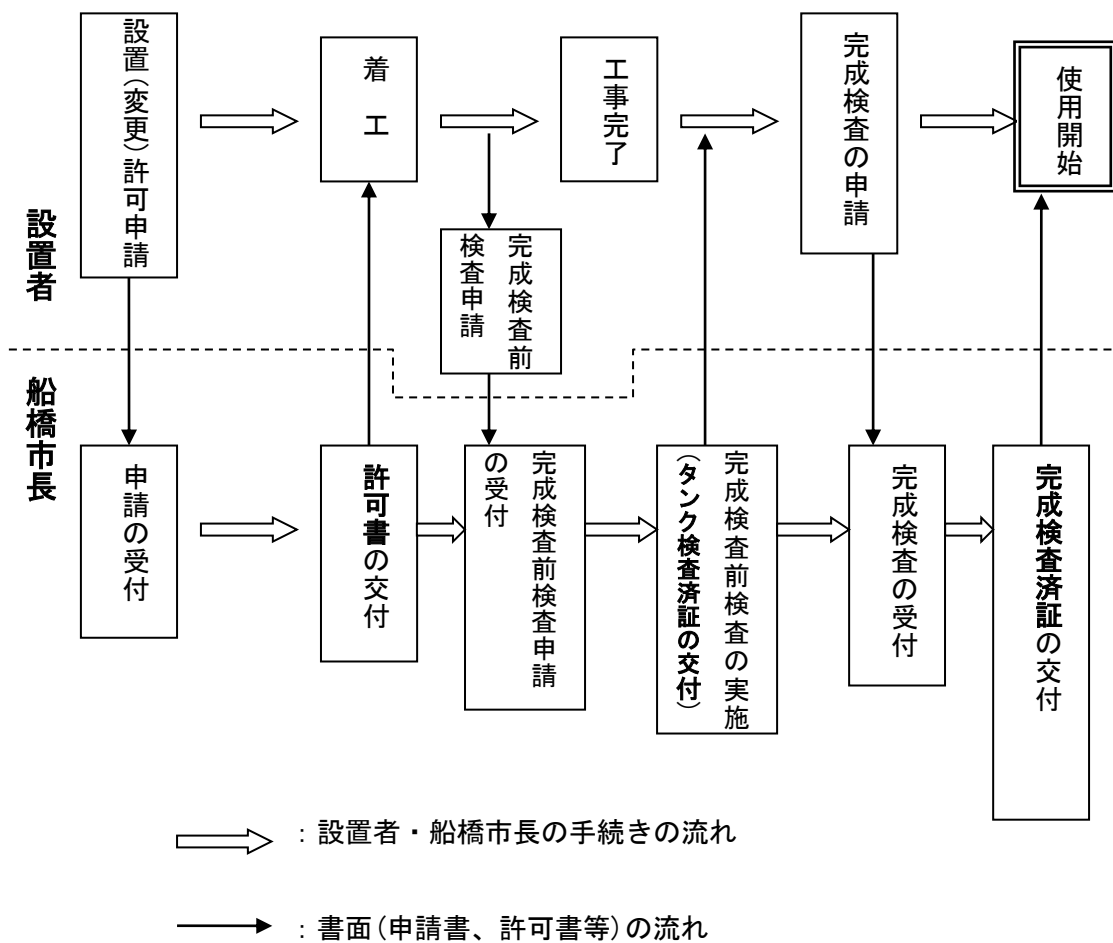 設置者
設置（変更）許可申請
着　工
工事完了
完成検査の申請
使用開始
完成検査前
検査申請
船橋市長
申請の受付
許可書の交付
完成検査前検査申請
の受付
完成検査前検査の実施
（タンク検査済証の交付）
完成検査の受付
完成検査済証の交付
：設置者・船橋市長の手続きの流れ
：書面（申請書、許可書等）の流れ